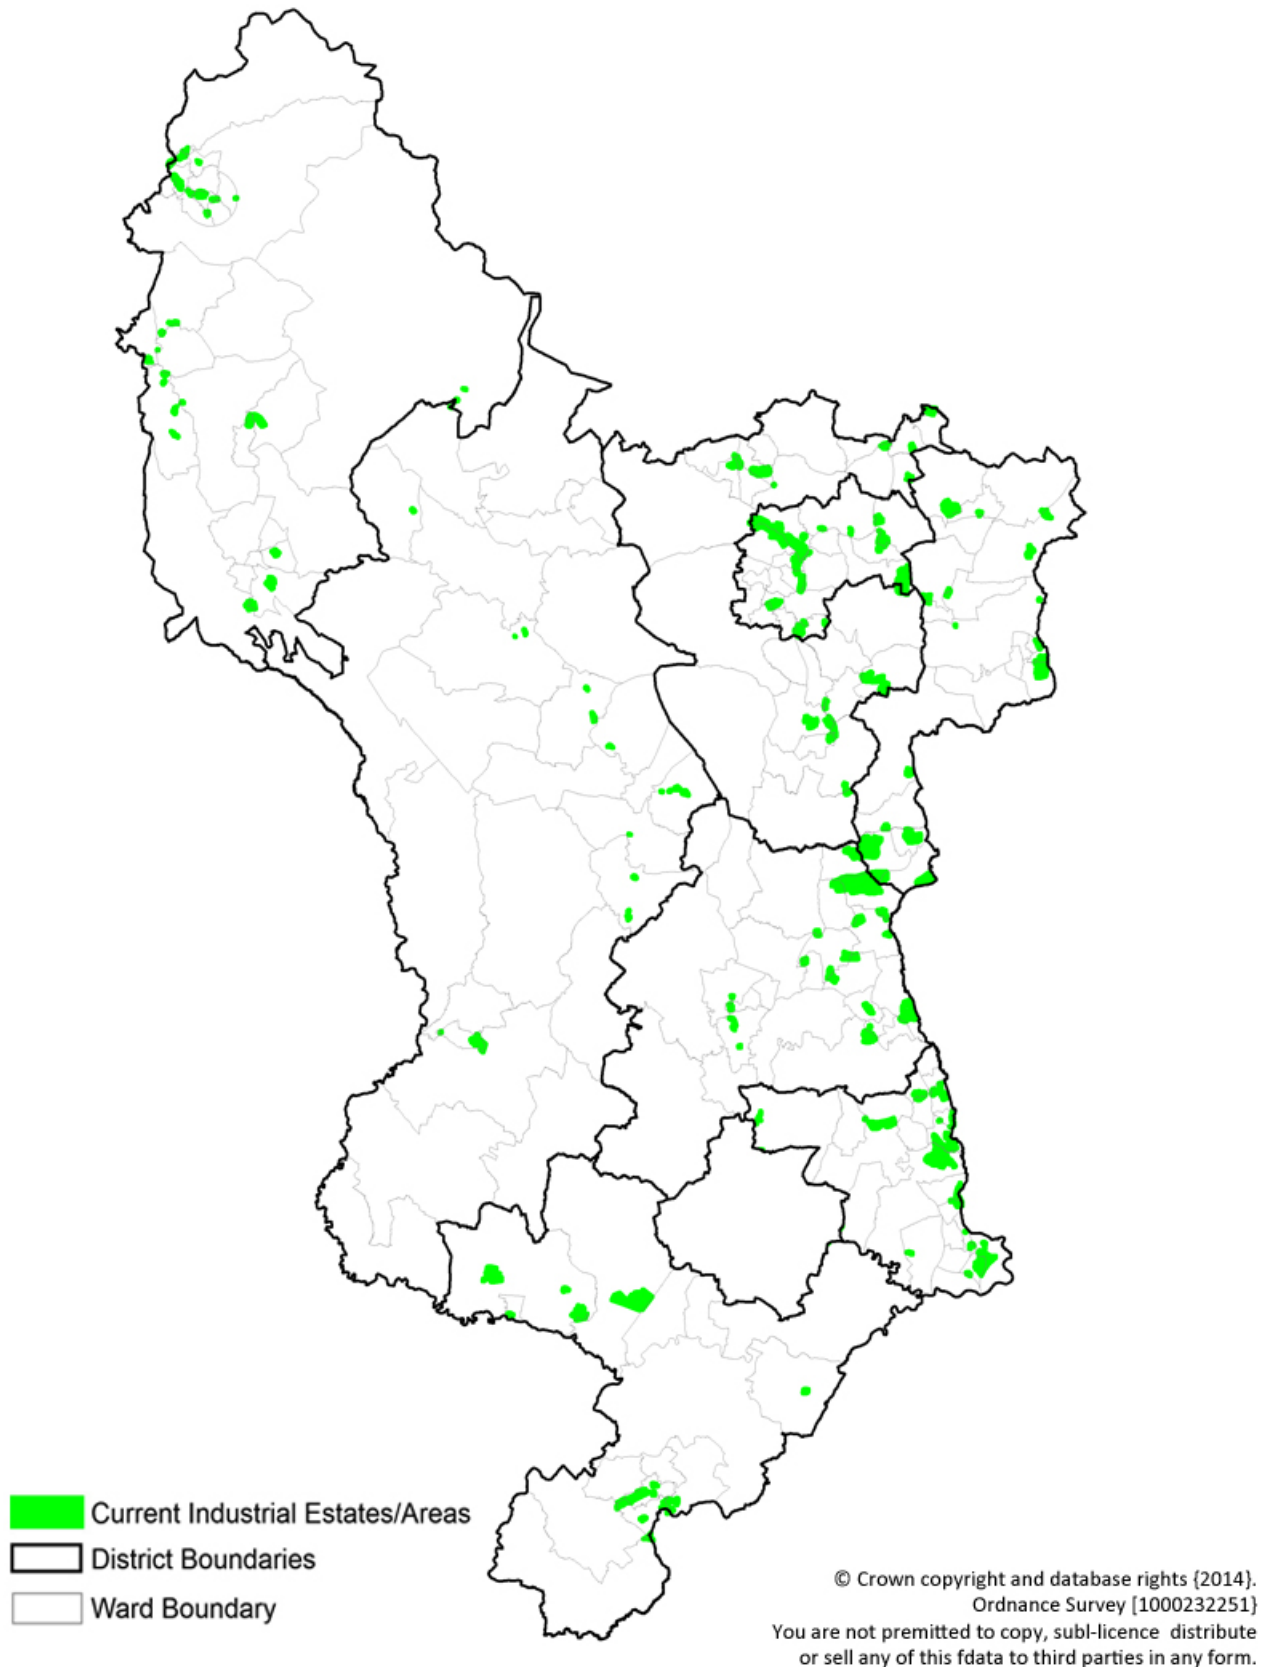 Current Industrial Estates/Areas
District Boundaries
Ward Boundary
© Crown copyright and database rights {2014}.
Ordnance Survey [1000232251}
You are not premitted to copy, subl-licence distribute
or sell any of this fdata to third parties in any form.